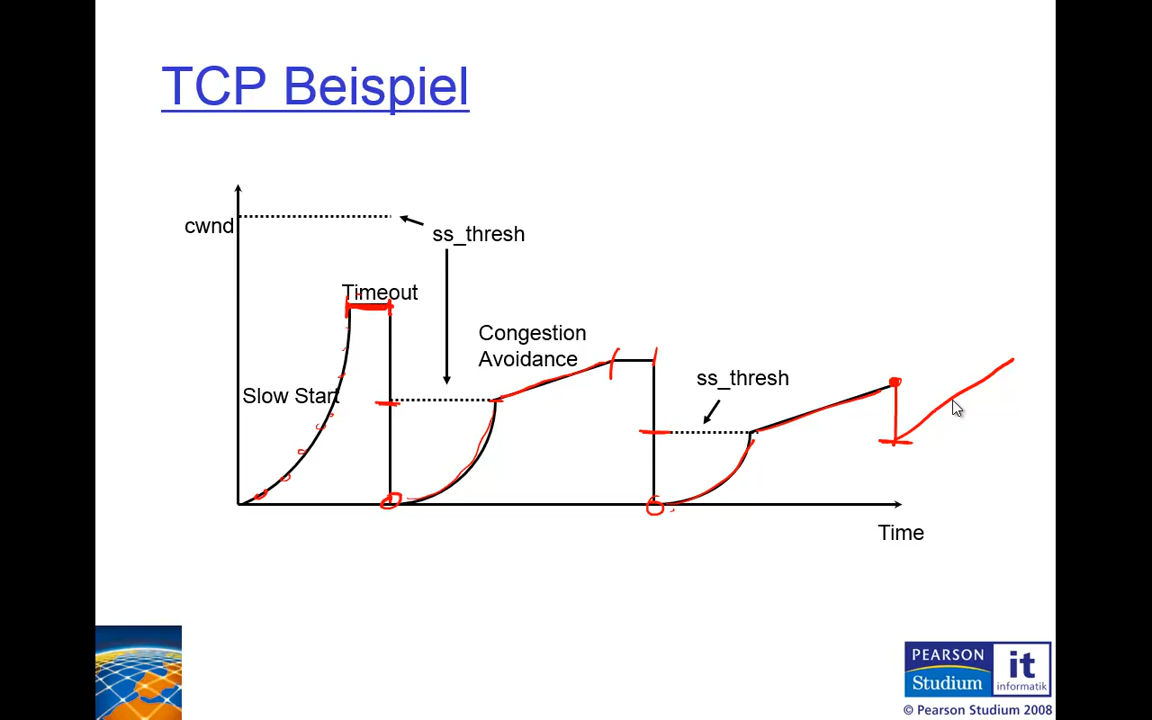 TCP Beispiel
cwnd
ss_thresh
Timeout
Congestion
Avoidance
ss_thresh
Slow Start
Time
PEARSON
Studium
it
informatik
© Pearson Studium 2008